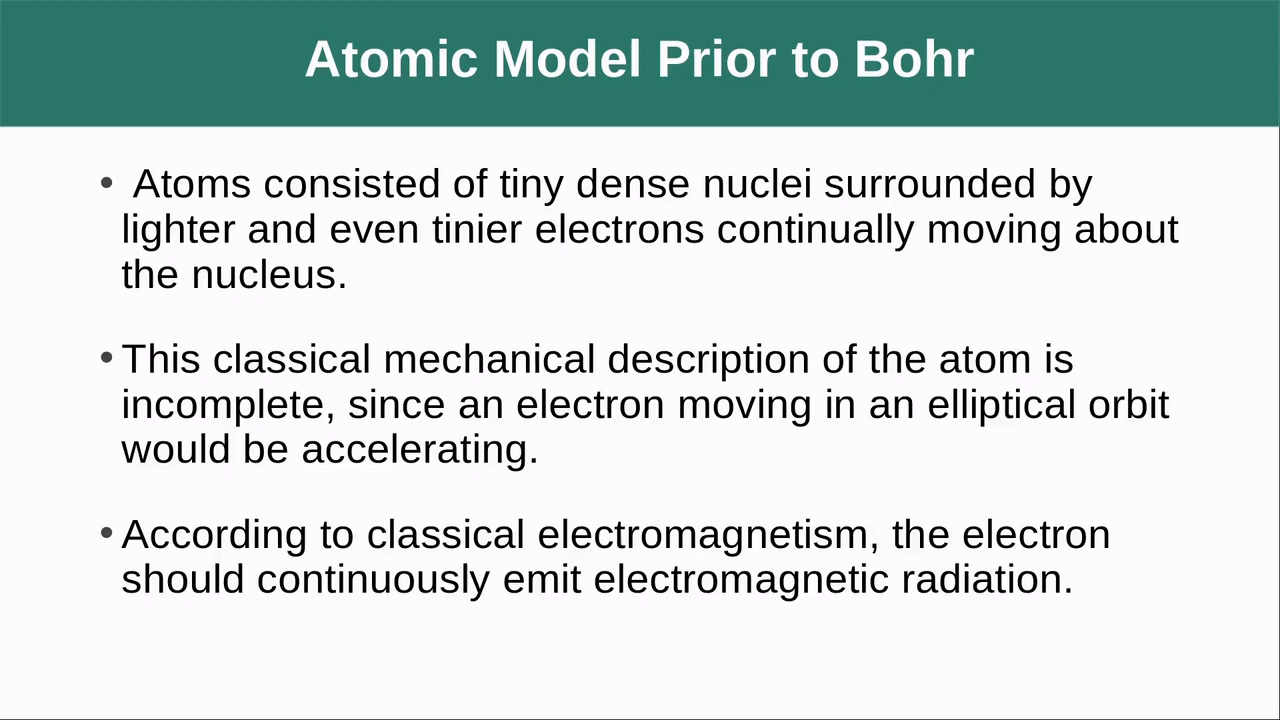 Atomic Model Prior to Bohr
• Atoms consisted of tiny dense nuclei surrounded by
lighter and even tinier electrons continually moving about
the nucleus.
• This classical mechanical description of the atom is
incomplete, since an electron moving in an elliptical orbit
would be accelerating.
• According to classical electromagnetism, the electron
should continuously emit electromagnetic radiation.